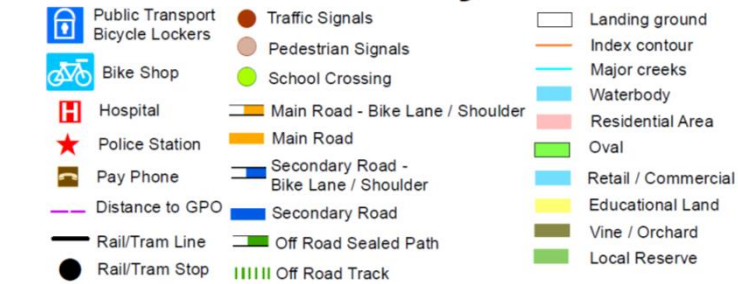 Public Transport
Bicycle Lockers
Bike Shop
H Hospital
Police Station
Pay Phone
Distance to GPO
Rail/Tram Line
Rail/Tram Stop
Traffic Signals
Pedestrian Signals
School Crossing
Main Road - Bike Lane / Shoulder
Main Road
Secondary Road -
Bike Lane / Shoulder
Secondary Road
Off Road Sealed Path
Off Road Track
Landing ground
Index contour
Major creeks
Waterbody
Residential Area
Oval
Retail / Commercial
Educational Land
Vine / Orchard
Local Reserve